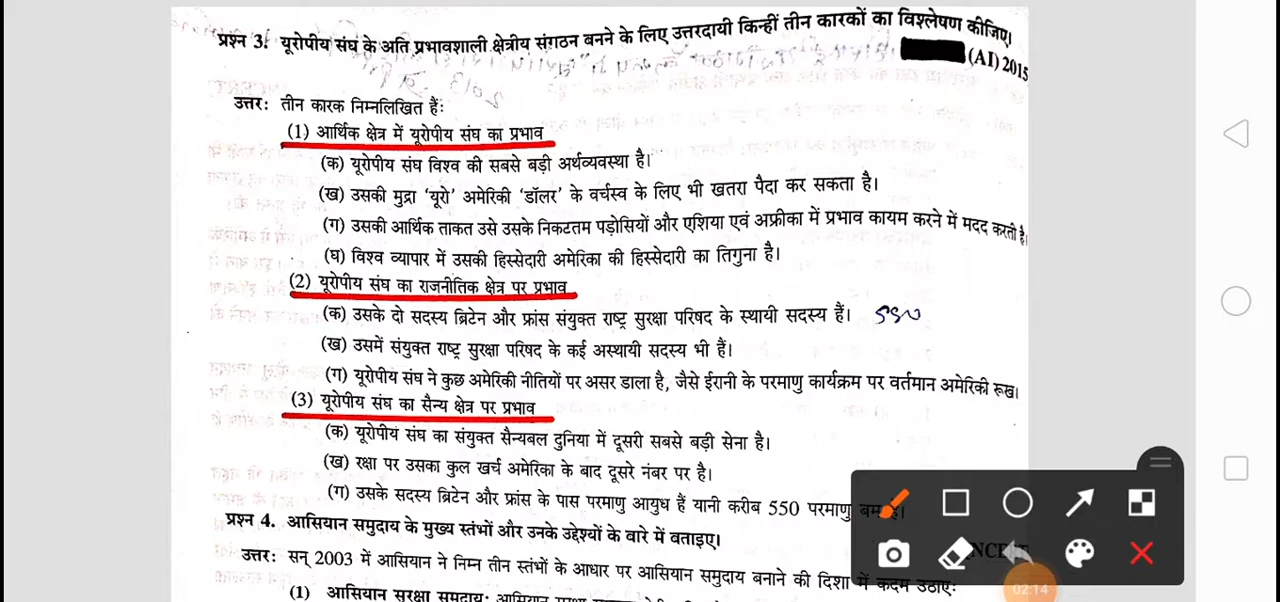 प्रश्न 3. यूरोपीय संघ के अति प्रभावशाली क्षेत्रीय संगठन बनने के लिए उत्तरदायी किन्हीं तीन कारकों का विश्लेषण कीजिए।
(AI) 2015
उत्तर: तीन कारक निम्नलिखित हैं:
(1) आर्थिक क्षेत्र में यूरोपीय संघ का प्रभाव
(क) यूरोपीय संघ विश्व की सबसे बड़ी अर्थव्यवस्था है।
(ख) उसकी मुद्रा 'यूरो' अमेरिकी 'डॉलर' के वर्चस्व के लिए भी खतरा पैदा कर सकता है।
(ग) उसकी आर्थिक ताकत उसे उसके निकटतम पड़ोसियों और एशिया एवं अफ्रीका में प्रभाव कायम करने में मदद करती है।
(घ) विश्व व्यापार में उसकी हिस्सेदारी अमेरिका की हिस्सेदारी का तिगुना है।
(2) यूरोपीय संघ का राजनीतिक क्षेत्र पर प्रभाव
(क) उसके दो सदस्य ब्रिटेन और फ्रांस संयुक्त राष्ट्र सुरक्षा परिषद के स्थायी सदस्य हैं। 550
(ख) उसमें संयुक्त राष्ट्र सुरक्षा परिषद के कई अस्थायी सदस्य भी हैं।
(ग) यूरोपीय संघ ने कुछ अमेरिकी नीतियों पर असर डाला है, जैसे ईरानी के परमाणु कार्यक्रम पर वर्तमान अमेरिकी रूख।
(3) यूरोपीय संघ का सैन्य क्षेत्र पर प्रभाव
(क) यूरोपीय संघ का संयुक्त सैन्यबल दुनिया में दूसरी सबसे बड़ी सेना है।
(ख) रक्षा पर उसका कुल खर्च अमेरिका के बाद दूसरे नंबर पर है।
(ग) उसके सदस्य ब्रिटेन और फ्रांस के पास परमाणु आयुध हैं यानी करीब 550 परमाणु
प्रश्न 4. आसियान समुदाय के मुख्य स्तंभों और उनके उद्देश्यों के बारे में बताइए।
उत्तर: सन् 2003 में आसियान ने निम्न तीन स्तंभों के आधार पर आसियान समुदाय बनाने की दिशा में कदम उठाए:
(1) आसियान सुरक्षा समुदाय:
02:14